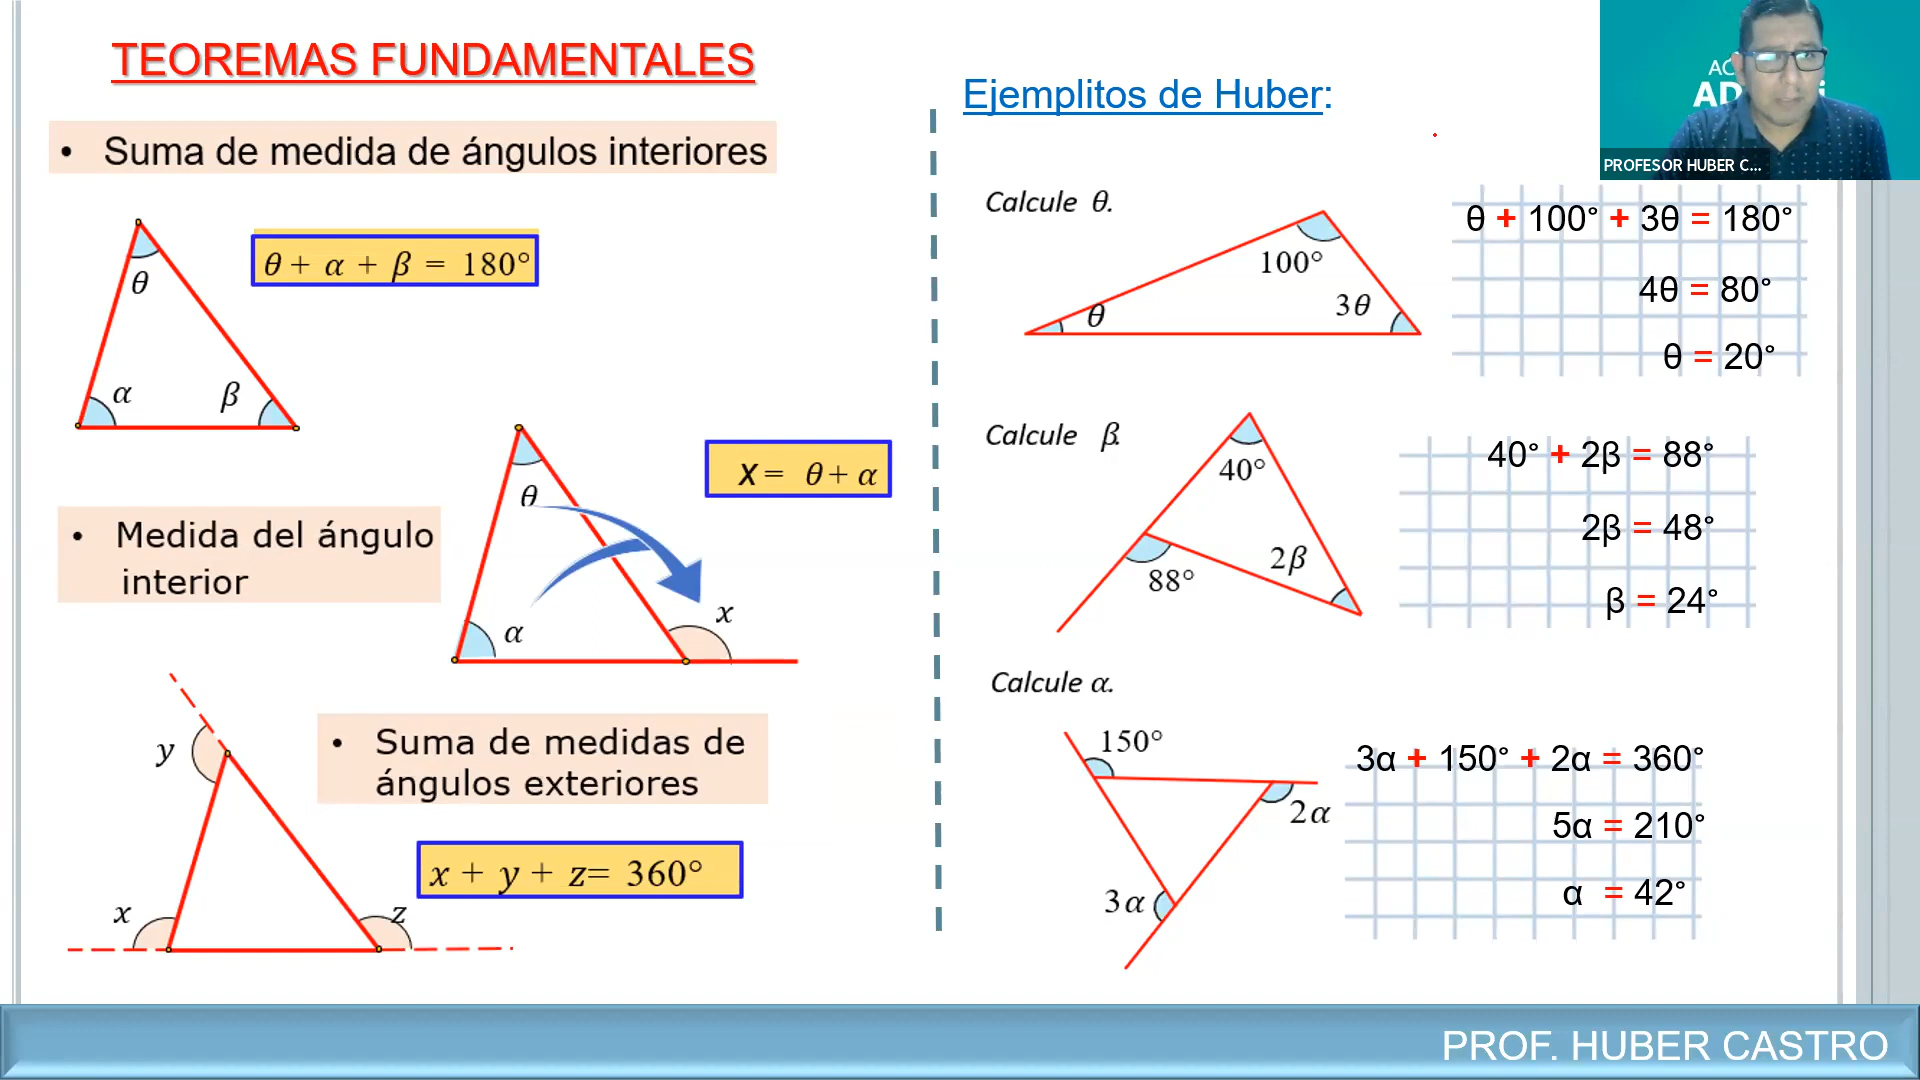 TEOREMAS FUNDAMENTALES
• Suma de medida de ángulos interiores
θ
α
β
θ + α + β = 180°
• Medida del ángulo
interior
θ
α
x
x = θ + α
• Suma de medidas de
ángulos exteriores
y
x
z
x + y + z= 360°
Ejemplitos de Huber:
Calcule θ.
100°
θ
3θ
θ + 100° + 3θ = 180°
4θ = 80°
θ = 20°
Calcule β.
40°
2β
88°
40° + 2β = 88°
2β = 48°
β = 24°
Calcule α.
150°
2α
3α
3α + 150° + 2α = 360°
5α = 210°
α = 42°
PROFESOR HUBER C...
PROF. HUBER CASTRO